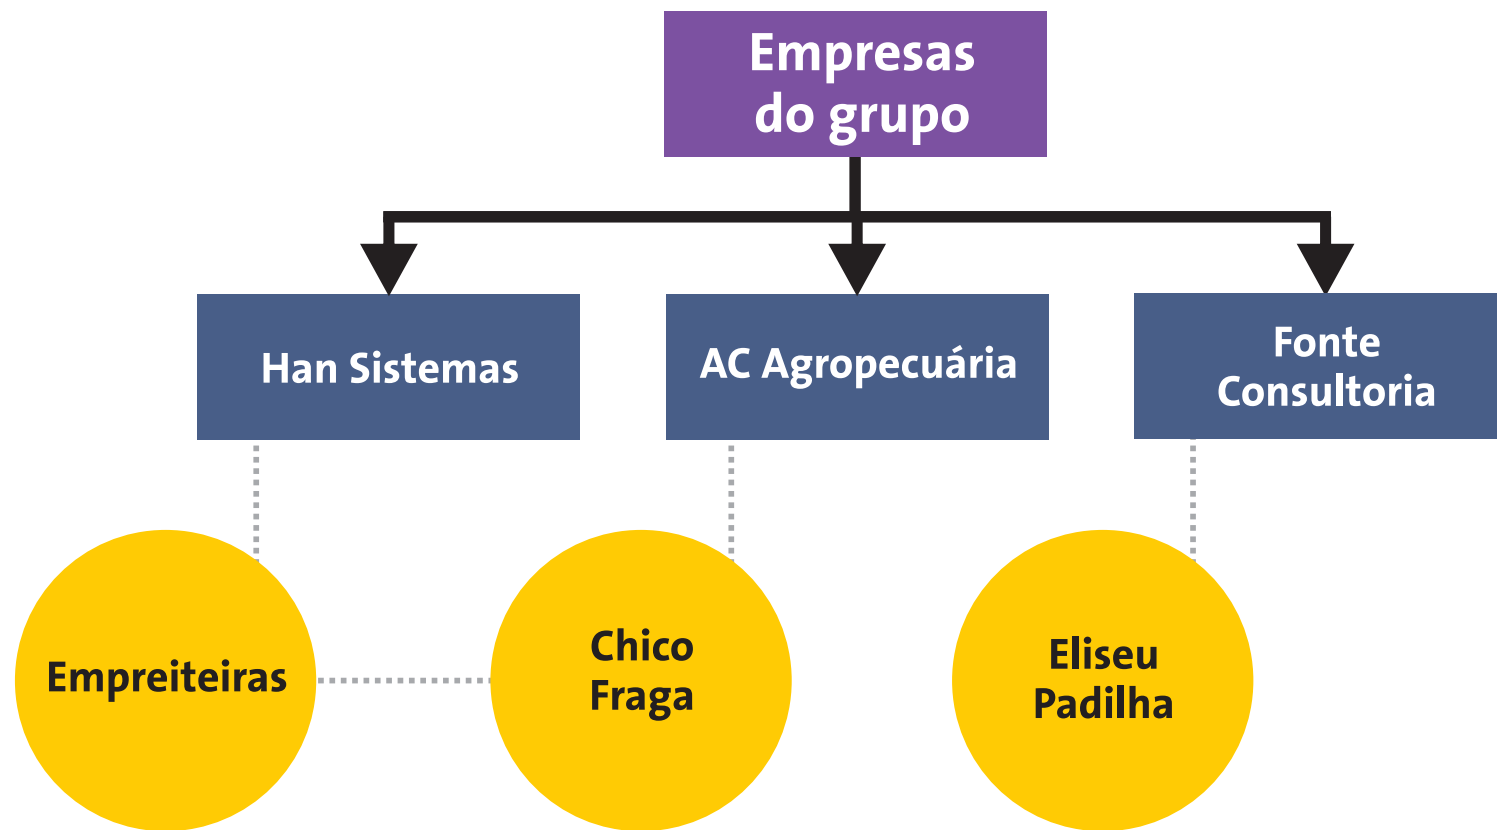 Empresas
do grupo
Han Sistemas
AC Agropecuária
Fonte
Consultoria
Empreiteiras
Chico
Fraga
Eliseu
Padilha